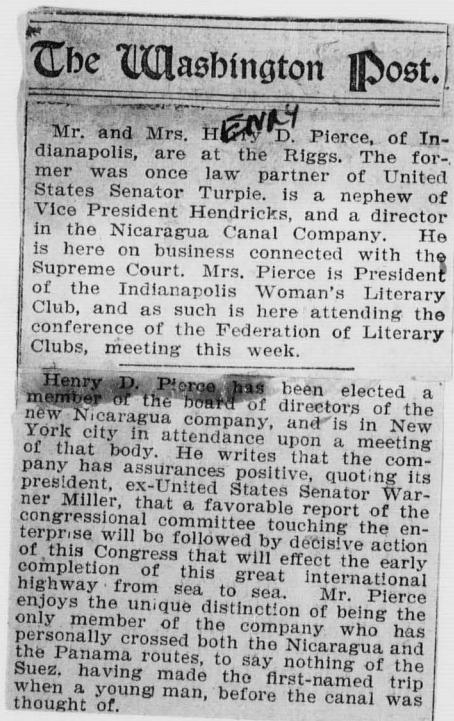 The Washington Post.
ENRY
Mr. and Mrs. H D. Pierce, of In-
dianapolis, are at the Riggs. The for-
mer was once law partner of United
States Senator Turpie. is a nephew of
Vice President Hendricks, and a director
in the Nicaragua Canal Company. He
is here on business connected with the
Supreme Court. Mrs. Pierce is President
of the Indianapolis Woman's Literary
Club, and as such is here attending the
conference of the Federation of Literary
Clubs, meeting this week.
Henry D. Pierce has been elected a
member of the board of directors of the
new Nicaragua company, and is in New
York city in attendance upon a meeting
of that body. He writes that the com-
pany has assurances positive, quoting its
president, ex-United States Senator War-
ner Miller, that a favorable report of the
congressional committee touching the en-
terprise will be followed by decisive action
of this Congress that will effect the early
completion of this great international
highway from sea to sea. Mr. Pierce
enjoys the unique distinction of being the
only member of the company who has
personally crossed both the Nicaragua and
the Panama routes, to say nothing of the
Suez, having made the first-named trip
when a young man, before the canal was
thought of.